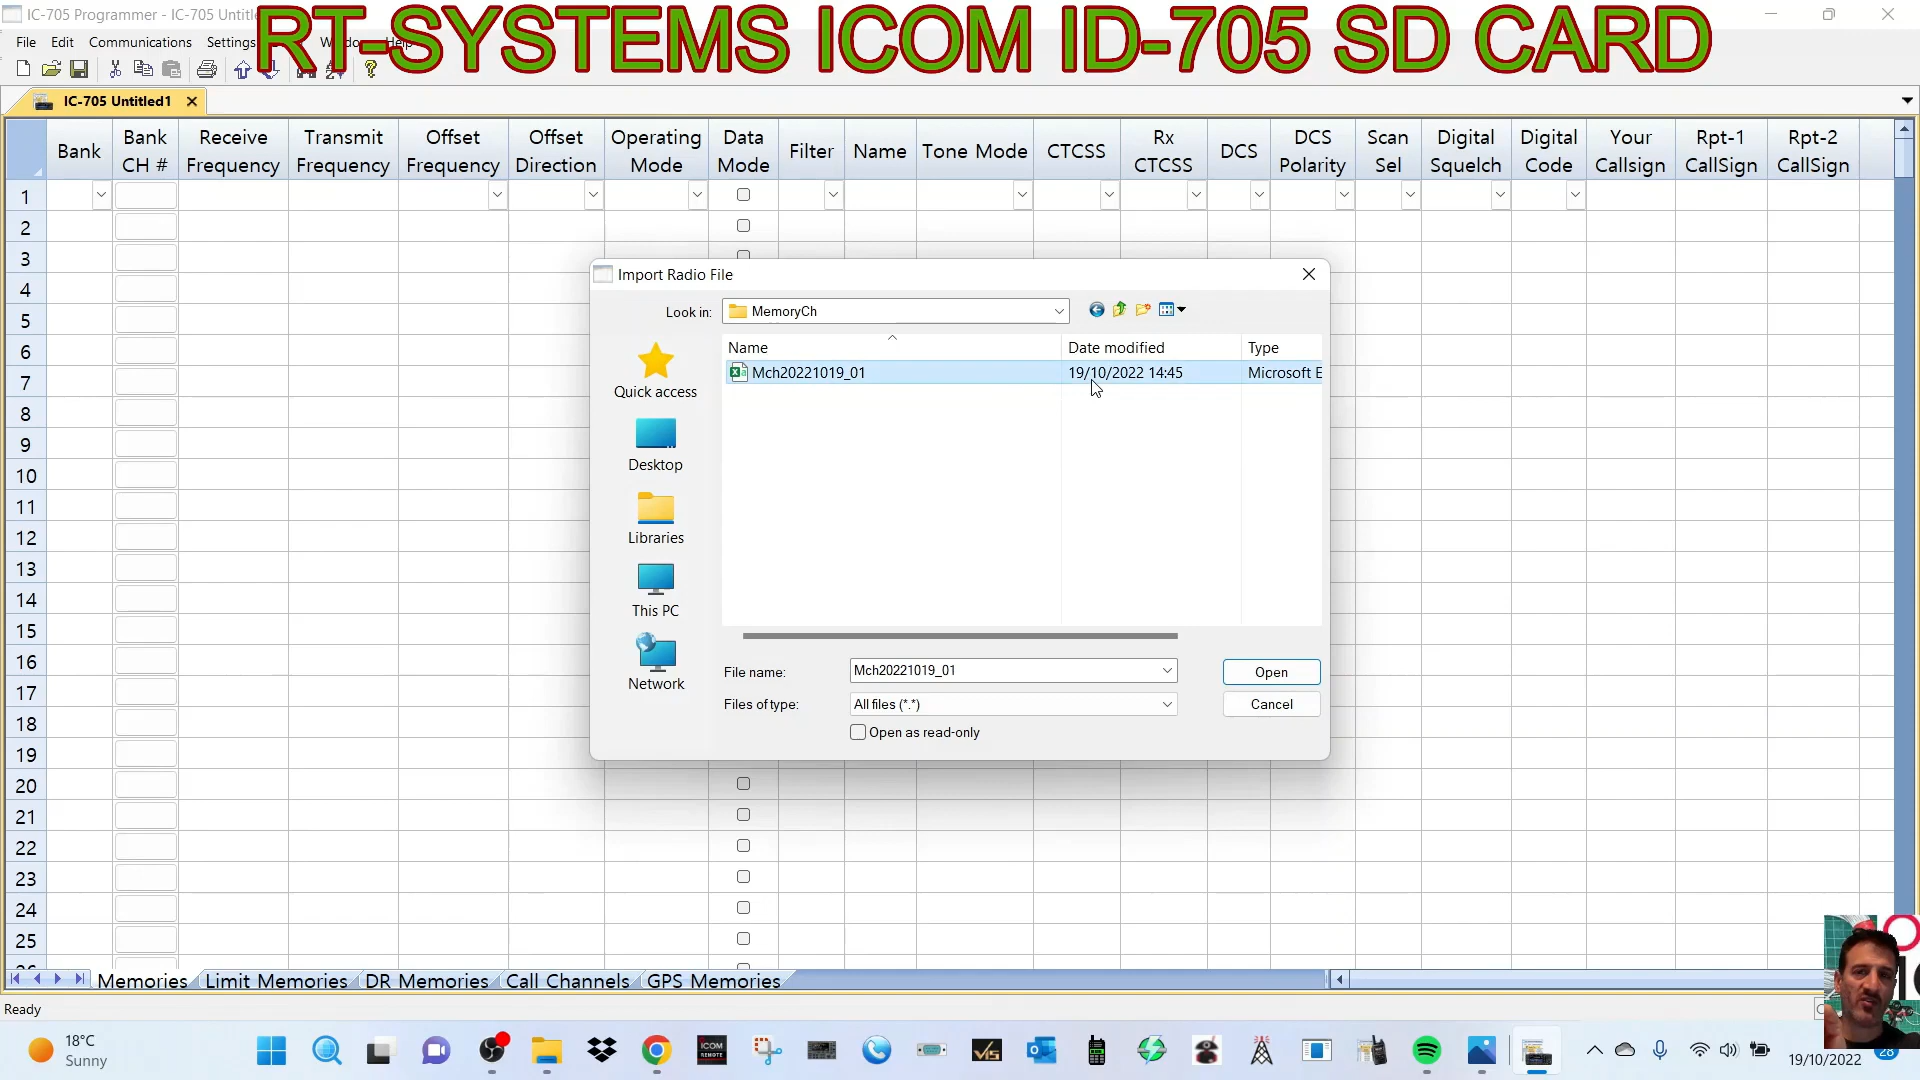 IC-705 Programmer - IC-705 Untitle
RT-SYSTEMS ICOM ID-705 SD CARD
File Edit Communications Settings Window Help
IC-705 Untitled1
Bank
Bank CH #
Receive Frequency
Transmit Frequency
Offset Frequency
Offset Direction
Operating Mode
Data Mode
Filter
Name
Tone Mode
CTCSS
Rx CTCSS
DCS
DCS Polarity
Scan Sel
Digital Squelch
Digital Code
Your Callsign
Rpt-1 CallSign
Rpt-2 CallSign
1
2
3
4
5
6
7
8
9
10
11
12
13
14
15
16
17
18
19
20
21
22
23
24
25
Import Radio File
Look in: MemoryCh
Name Date modified Type
Mch20221019_01 19/10/2022 14:45 Microsoft E
Quick access
Desktop
Libraries
This PC
Network
File name: Mch20221019_01 Open
Files of type: All files (*.*) Cancel
Open as read-only
Memories Limit Memories DR Memories Call Channels GPS Memories
Ready
18°C
Sunny
ICOM
REMOTE
19/10/2022
28